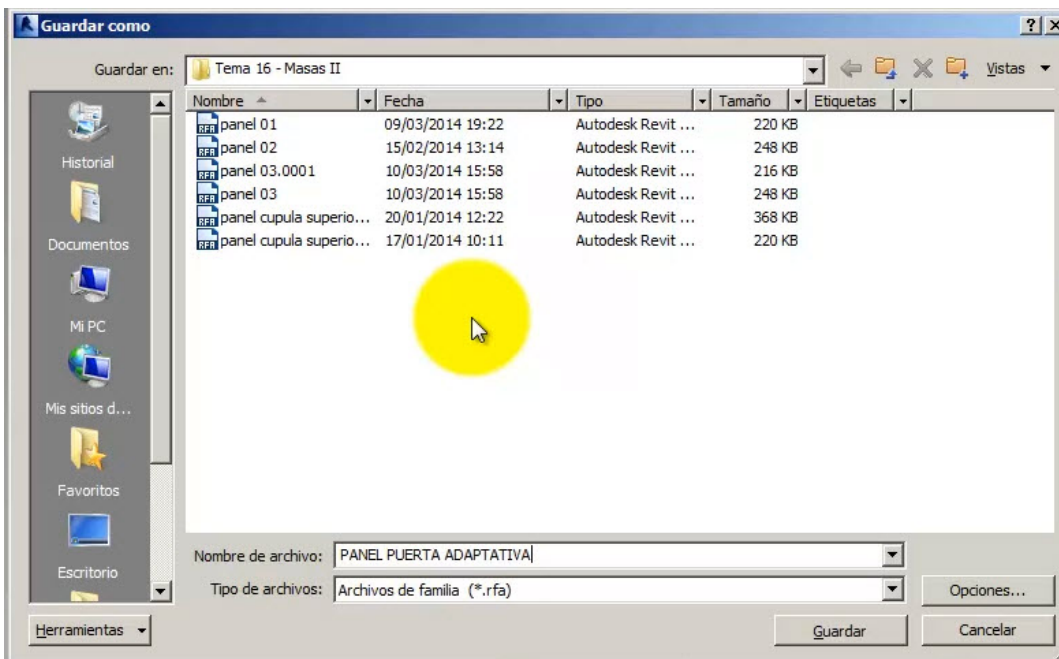 Guardar como
Guardar en: Tema 16 - Masas II Vistas
Nombre Fecha Tipo Tamaño Etiquetas
panel 01 09/03/2014 19:22 Autodesk Revit ... 220 KB
panel 02 15/02/2014 13:14 Autodesk Revit ... 248 KB
panel 03.0001 10/03/2014 15:58 Autodesk Revit ... 216 KB
panel 03 10/03/2014 15:58 Autodesk Revit ... 248 KB
panel cupula superio... 20/01/2014 12:22 Autodesk Revit ... 368 KB
panel cupula superio... 17/01/2014 10:11 Autodesk Revit ... 220 KB
Historial
Documentos
Mi PC
Mis sitios d...
Favoritos
Escritorio
Nombre de archivo: PANEL PUERTA ADAPTATIVA
Tipo de archivos: Archivos de familia (*.rfa) Opciones...
Herramientas Guardar Cancelar